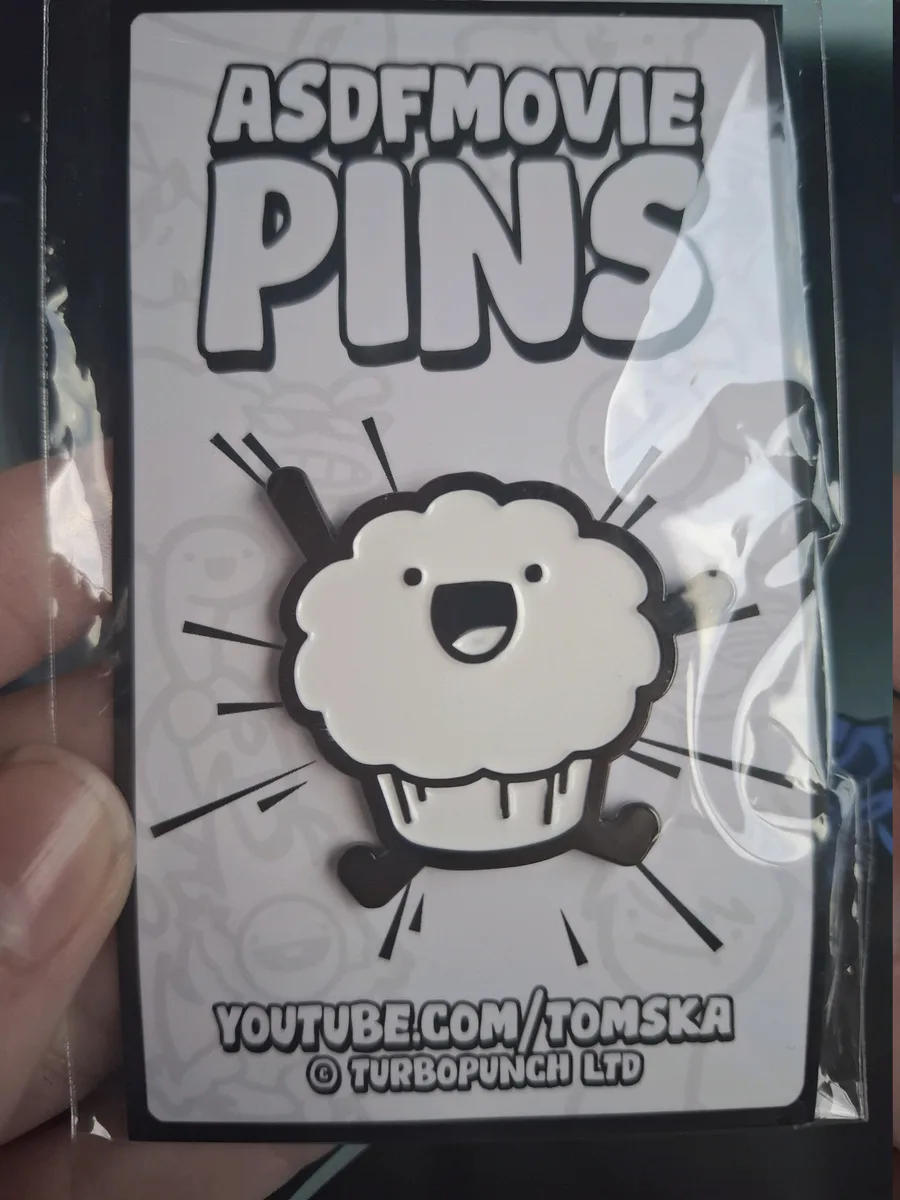 ASDFMOVIE
PINS
YOUTUBE.COM/TOMSKA
© TURBOPUNCH LTD